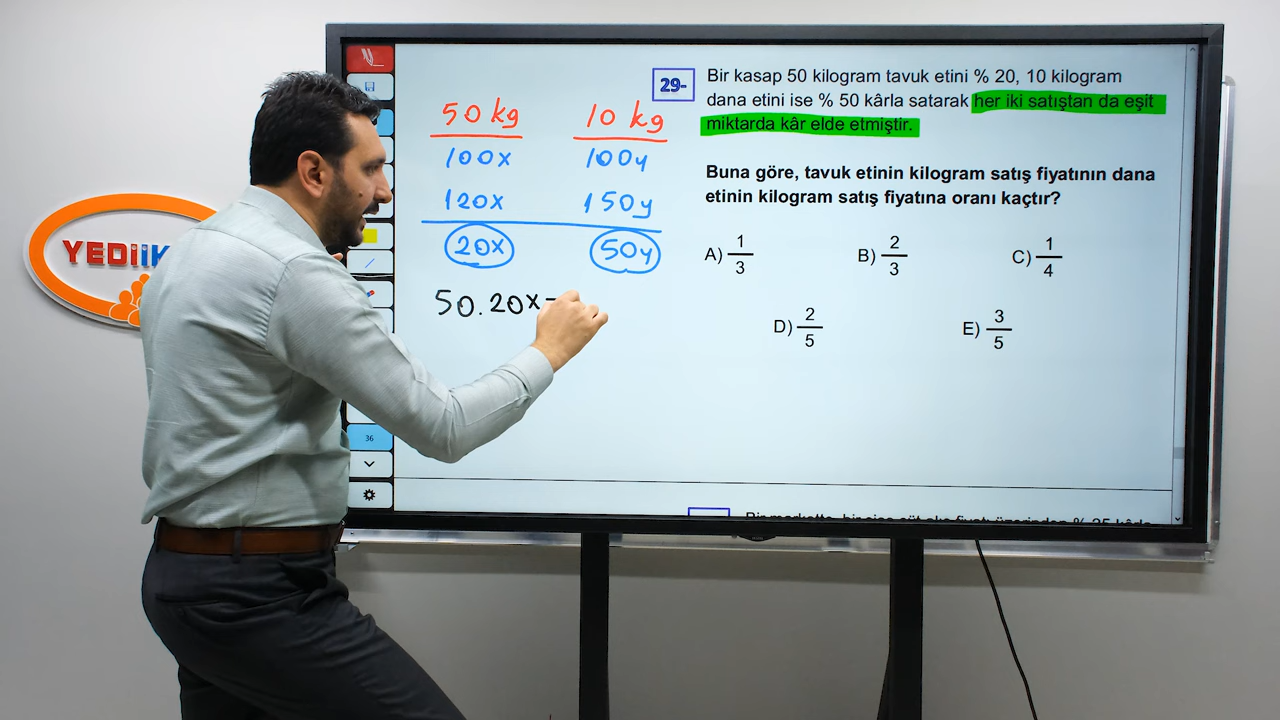 YEDİİK
36
50 kg 10 kg
100x 100y
120x 150y
20x 50y
50.20x=
29-
Bir kasap 50 kilogram tavuk etini % 20, 10 kilogram
dana etini ise % 50 kârla satarak her iki satıştan da eşit
miktarda kâr elde etmiştir.
Buna göre, tavuk etinin kilogram satış fiyatının dana
etinin kilogram satış fiyatına oranı kaçtır?
A) 1/3 B) 2/3 C) 1/4
D) 2/5 E) 3/5